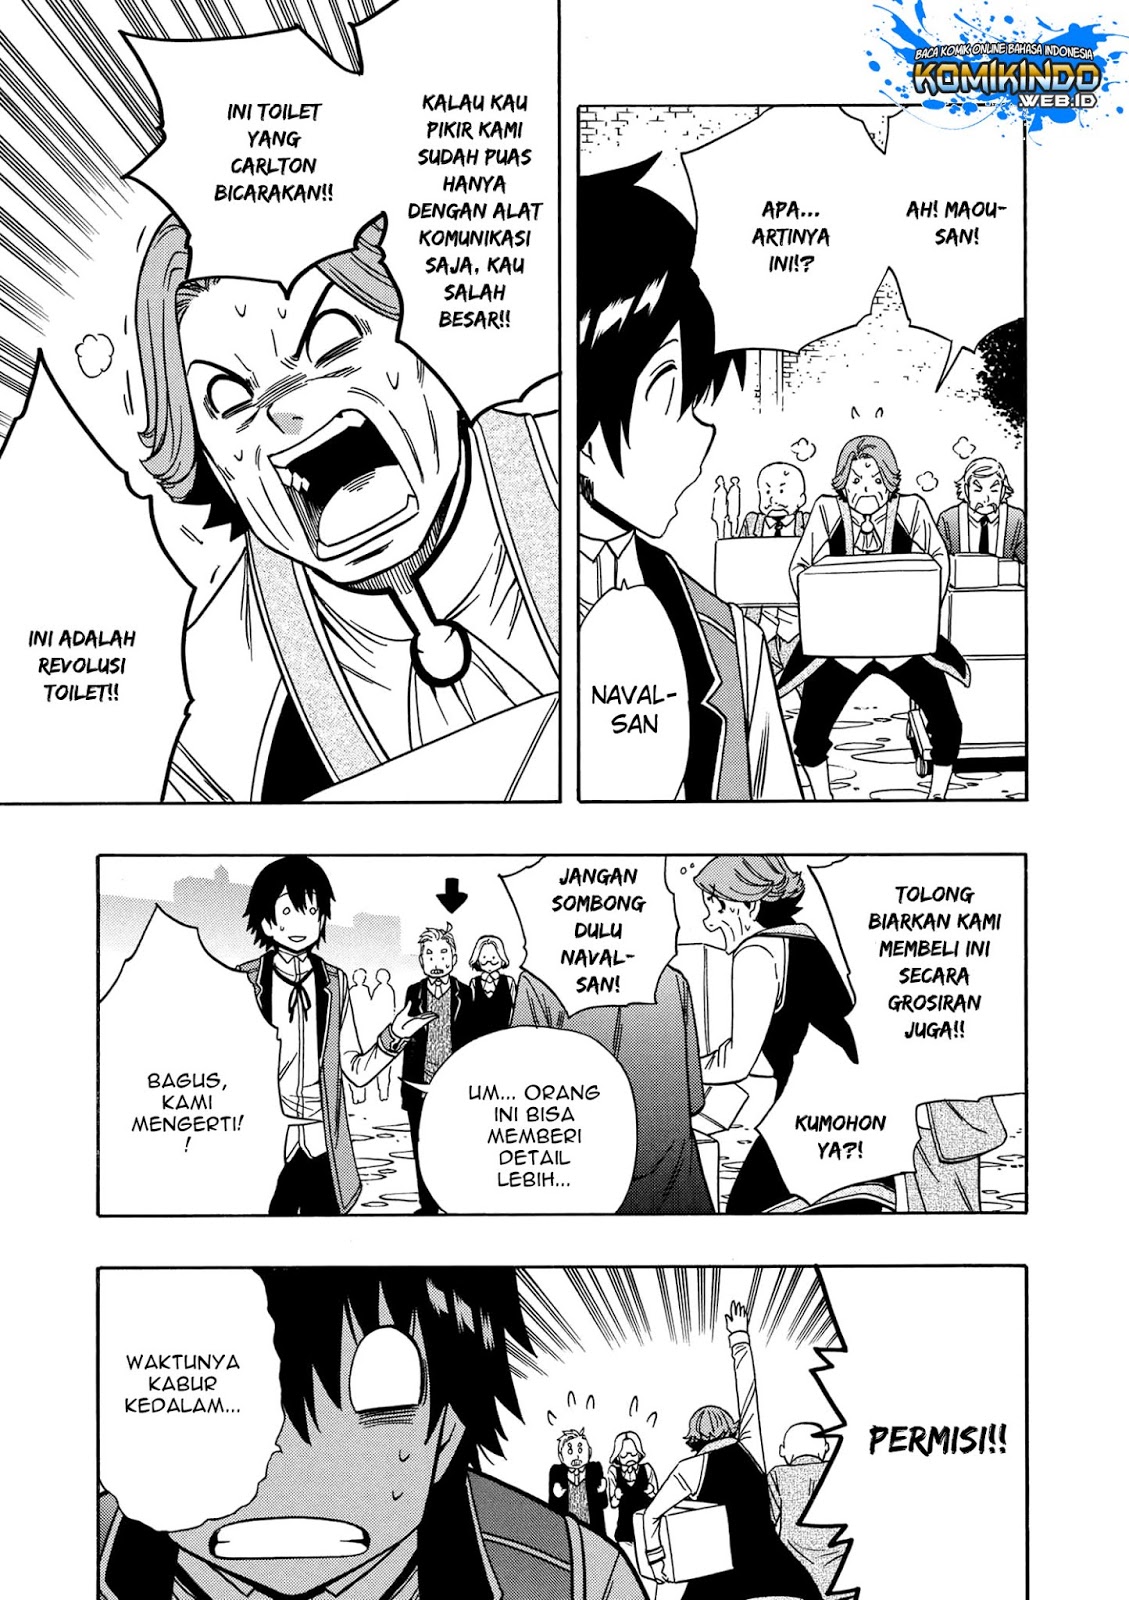 BACA KOMIK ONLINE BAHASA INDONESIA
KOMIKINDO
WEB.ID
AH! MAOU-
SAN!
APA...
ARTINYA
INI!?
NAVAL-
SAN
KALAU KAU
PIKIR KAMI
SUDAH PUAS
HANYA
DENGAN ALAT
KOMUNIKASI
SAJA, KAU
SALAH
BESAR!!
INI TOILET
YANG
CARLTON
BICARAKAN!!
INI ADALAH
REVOLUSI
TOILET!!
TOLONG
BIARKAN KAMI
MEMBELI INI
SECARA
GROSIRAN
JUGA!!
KUMOHON
YA?!
JANGAN
SOMBONG
DULU
NAVAL-
SAN!
UM... ORANG
INI BISA
MEMBERI
DETAIL
LEBIH...
BAGUS,
KAMI
MENGERTI!
!
PERMISI!!
WAKTUNYA
KABUR
KEDALAM...